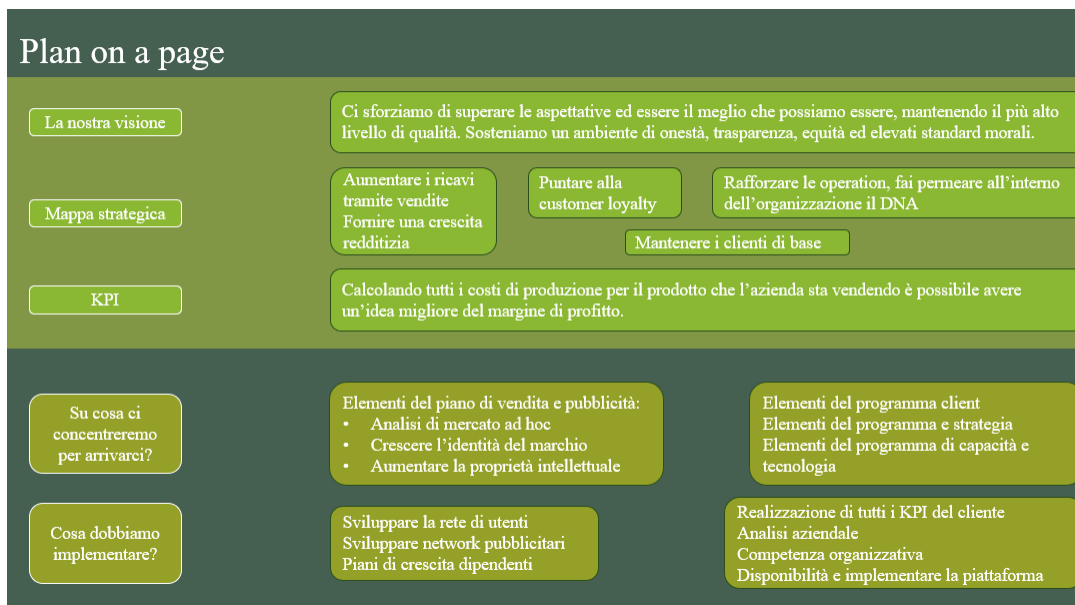 Plan on a page
La nostra visione
Ci sforziamo di superare le aspettative ed essere il meglio che possiamo essere, mantenendo il più alto
livello di qualità. Sosteniamo un ambiente di onestà, trasparenza, equità ed elevati standard morali.
Mappa strategica
Aumentare i ricavi
tramite vendite
Fornire una crescita
redditizia
Puntare alla
customer loyalty
Rafforzare le operation, fai permeare all'interno
dell'organizzazione il DNA
Mantenere i clienti di base
KPI
Calcolando tutti i costi di produzione per il prodotto che l'azienda sta vendendo è possibile avere
un'idea migliore del margine di profitto.
Su cosa ci
concentreremo
per arrivarci?
Elementi del piano di vendita e pubblicità:
• Analisi di mercato ad hoc
• Crescere l'identità del marchio
• Aumentare la proprietà intellettuale
Elementi del programma client
Elementi del programma e strategia
Elementi del programma di capacità e
tecnologia
Cosa dobbiamo
implementare?
Sviluppare la rete di utenti
Sviluppare network pubblicitari
Piani di crescita dipendenti
Realizzazione di tutti i KPI del cliente
Analisi aziendale
Competenza organizzativa
Disponibilità e implementare la piattaforma